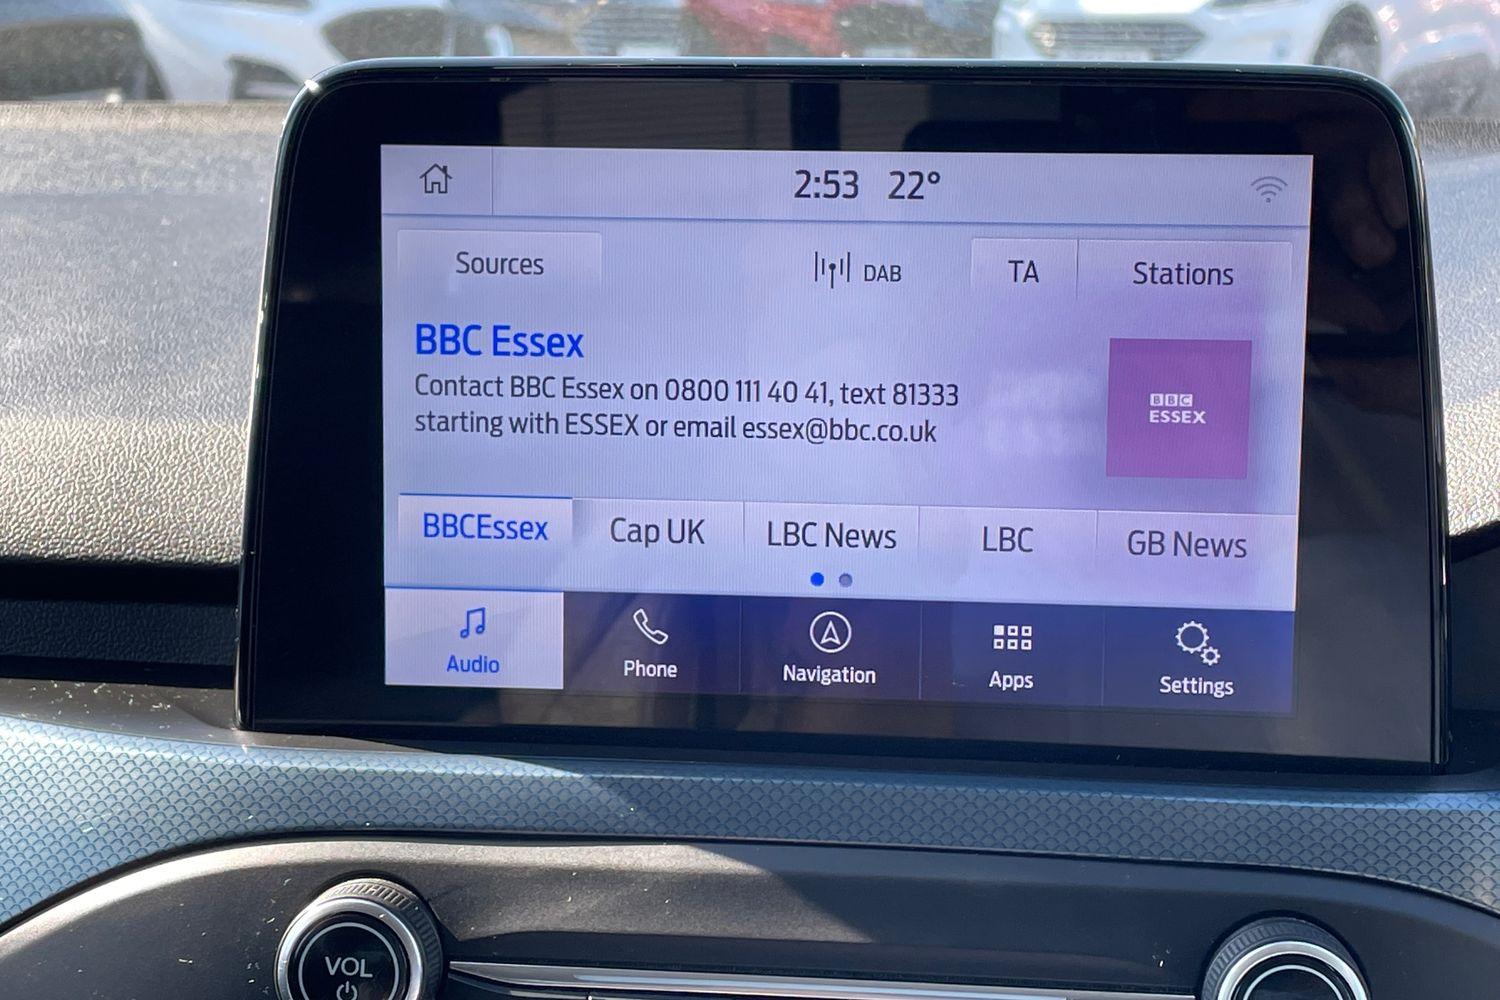 2:53 22°
Sources
DAB
TA
Stations
BBC Essex
Contact BBC Essex on 0800 111 40 41, text 81333
starting with ESSEX or email essex@bbc.co.uk
BBC
ESSEX
BBCEssex
Cap UK
LBC News
LBC
GB News
Audio
Phone
Navigation
Apps
Settings
VOL